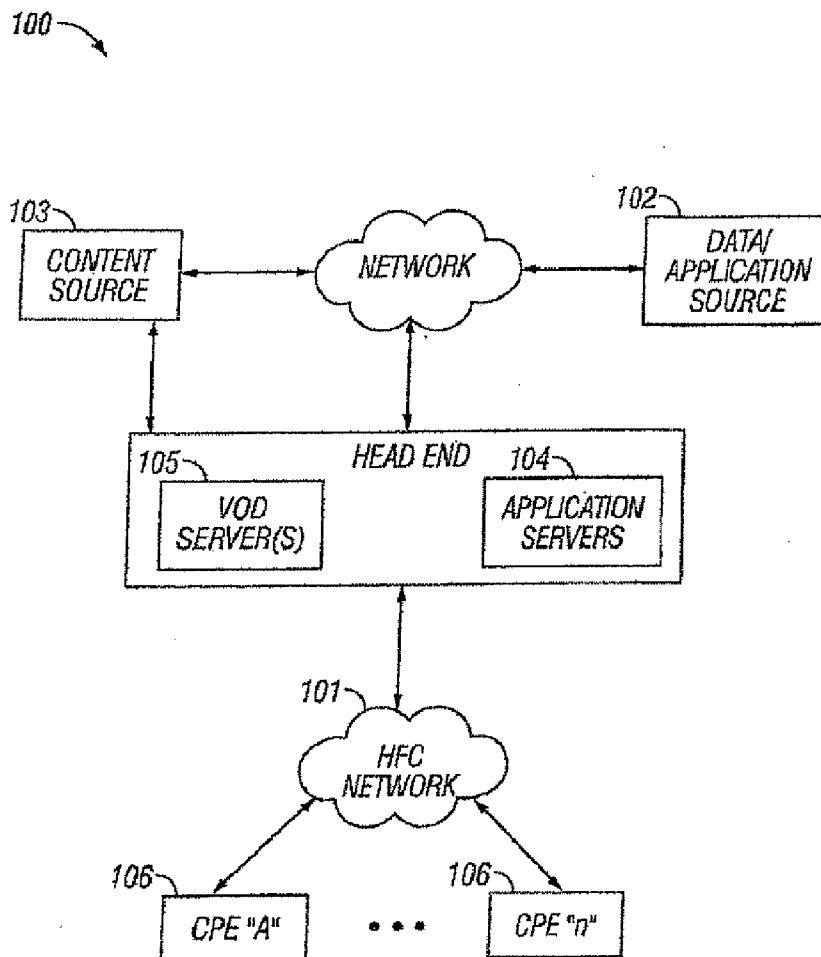 100
103
CONTENT
SOURCE
NETWORK
102
DATA/
APPLICATION
SOURCE
HEAD END
105
VOD
SERVER(S)
104
APPLICATION
SERVERS
101
HFC
NETWORK
106
CPE "A"
106
CPE "n"